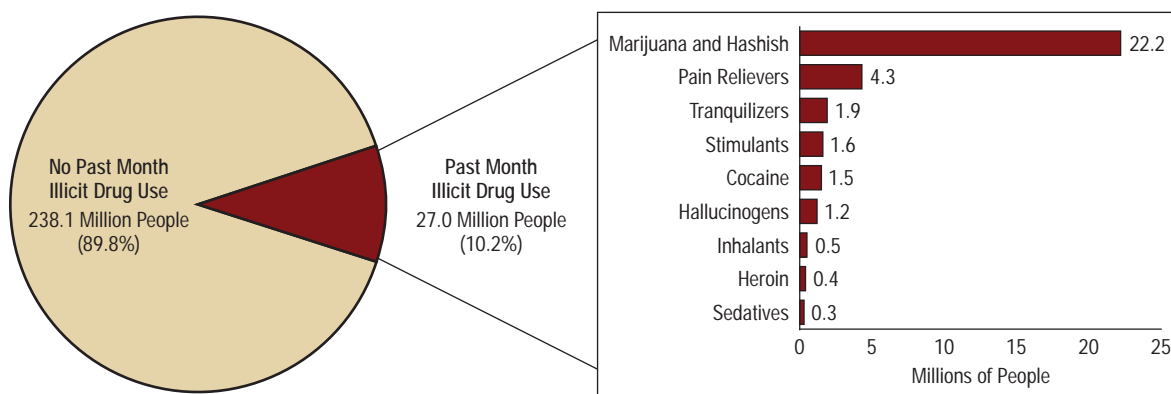 No Past Month
Illicit Drug Use
238.1 Million People
(89.8%)
Past Month
Illicit Drug Use
27.0 Million People
(10.2%)
Marijuana and Hashish 22.2
Pain Relievers 4.3
Tranquilizers 1.9
Stimulants 1.6
Cocaine 1.5
Hallucinogens 1.2
Inhalants 0.5
Heroin 0.4
Sedatives 0.3
0 5 10 15 20 25
Millions of People